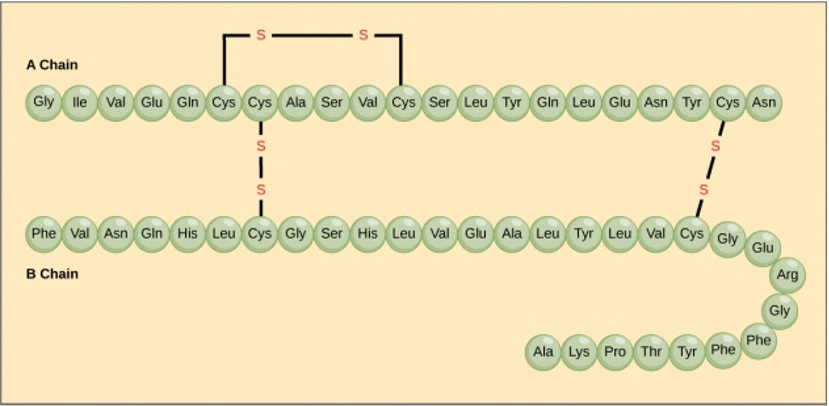 S S
A Chain
Gly Ile Val Glu Gln Cys Cys Ala Ser Val Cys Ser Leu Tyr Gln Leu Glu Asn Tyr Cys Asn
S S
S S
Phe Val Asn Gln His Leu Cys Gly Ser His Leu Val Glu Ala Leu Tyr Leu Val Cys Gly Glu
B Chain
Arg
Gly
Ala Lys Pro Thr Tyr Phe Phe